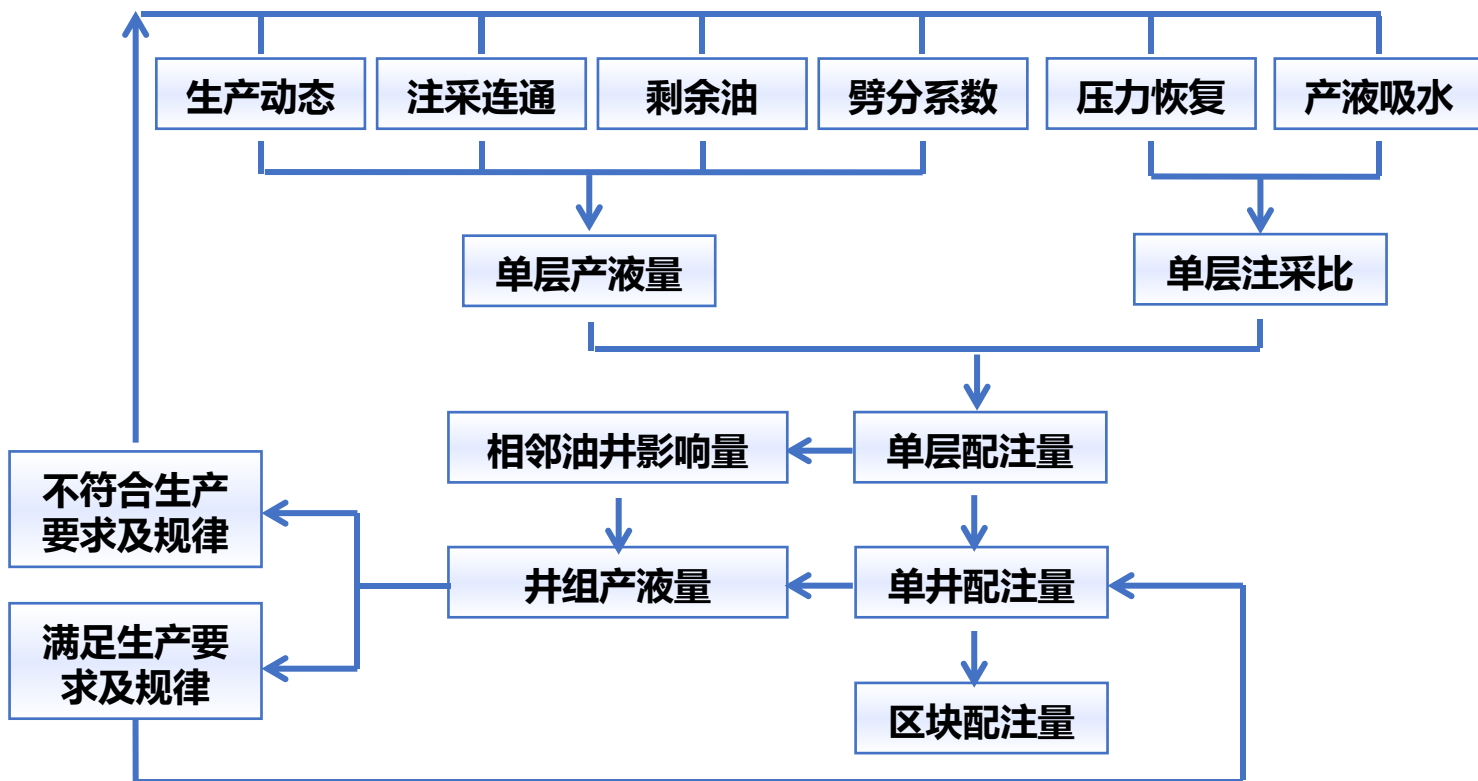 生产动态
注采连通
剩余油
劈分系数
压力恢复
产液吸水
单层产液量
单层注采比
相邻油井影响量
单层配注量
不符合生产
要求及规律
井组产液量
单井配注量
满足生产要
求及规律
区块配注量